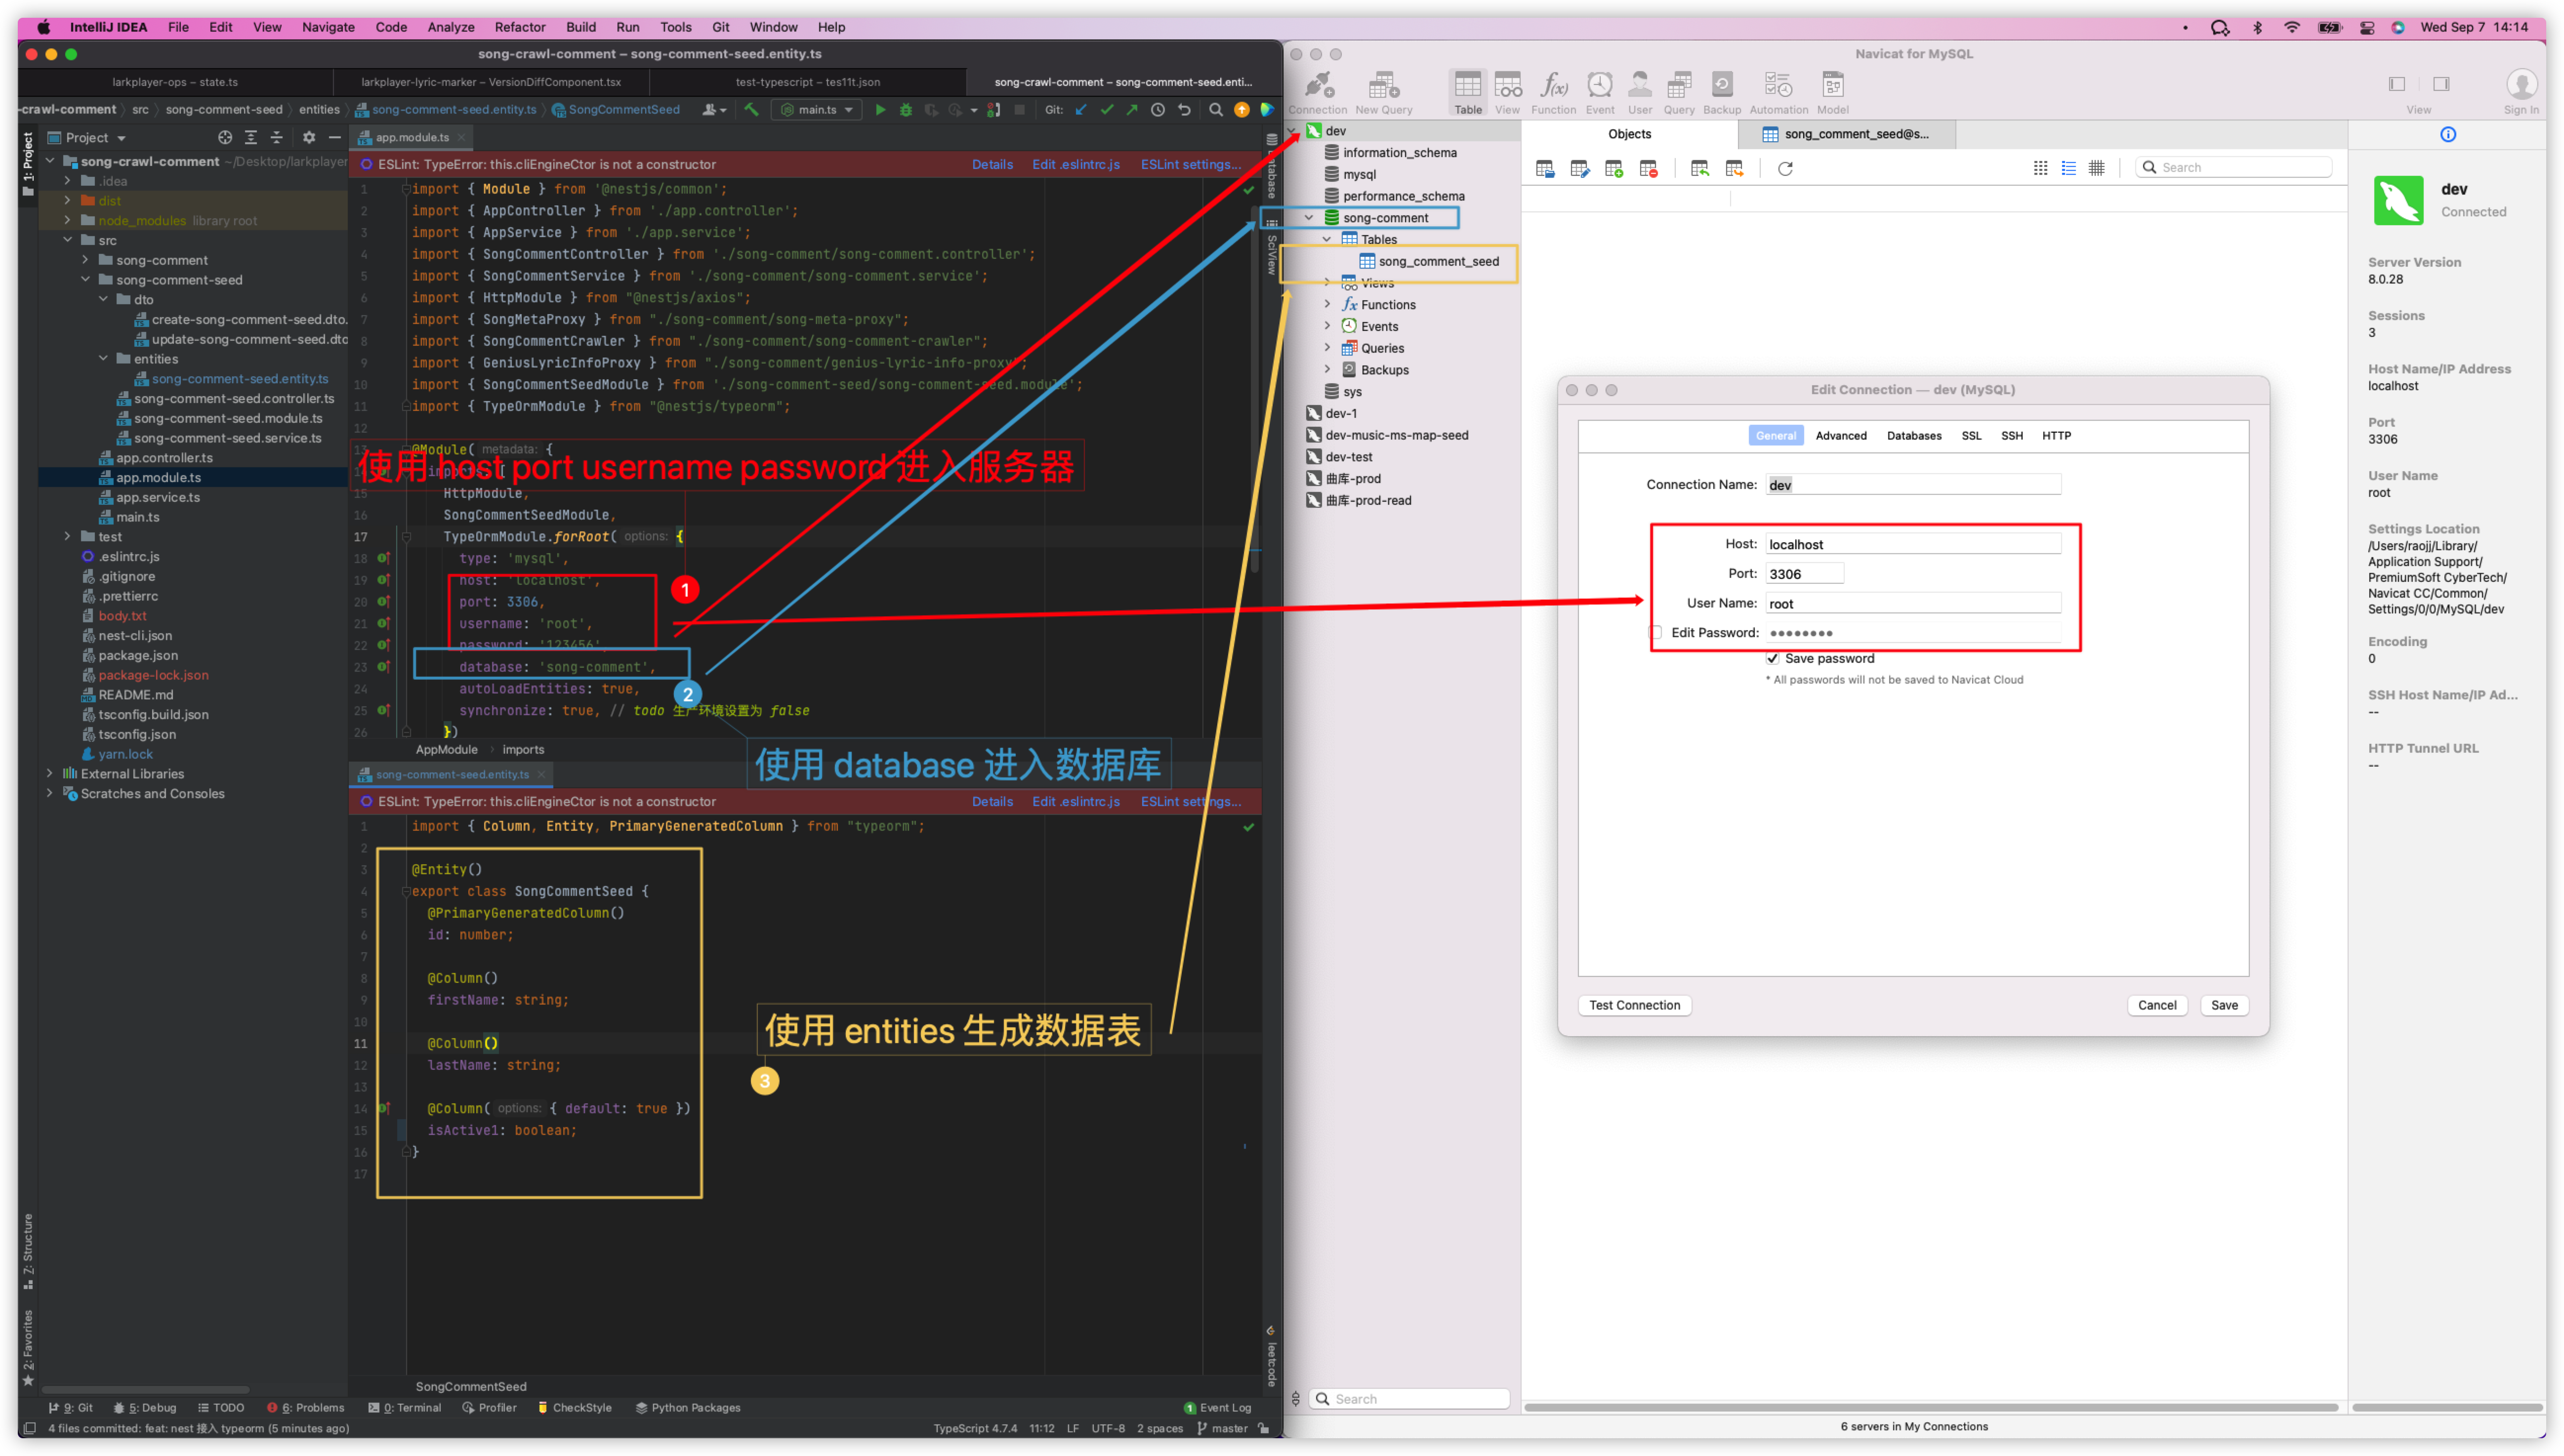 IntelliJ IDEA File Edit View Navigate Code Analyze Refactor Build Run Tools Git Window Help
Wed Sep 7 14:14
song-crawl-comment – song-comment-seed.entity.ts
larkplayer-ops – state.ts
larkplayer-lyric-marker – VersionDiffComponent.tsx
test-typescript – tes11t.json
song-crawl-comment – song-comment-seed.enti...
crawl-comment src song-comment-seed entities song-comment-seed.entity.ts SongCommentSeed
main.ts
Git:
1: Project
Project
song-crawl-comment ~/Desktop/larkplayer
.idea
dist
node_modules library root
src
song-comment
song-comment-seed
dto
create-song-comment-seed.dto.
update-song-comment-seed.dto
entities
song-comment-seed.entity.ts
song-comment-seed.controller.ts
song-comment-seed.module.ts
song-comment-seed.service.ts
app.controller.ts
app.module.ts
app.service.ts
main.ts
test
.eslintrc.js
.gitignore
.prettierrc
body.txt
nest-cli.json
package.json
package-lock.json
README.md
tsconfig.build.json
tsconfig.json
yarn.lock
External Libraries
Scratches and Consoles
7: Structure
2: Favorites
app.module.ts
ESLint: TypeError: this.cliEngineCtor is not a constructor
Details Edit .eslintrc.js ESLint settings...
1 import { Module } from '@nestjs/common';
2 import { AppController } from './app.controller';
3 import { AppService } from './app.service';
4 import { SongCommentController } from './song-comment/song-comment.controller';
5 import { SongCommentService } from './song-comment/song-comment.service';
6 import { HttpModule } from "@nestjs/axios";
7 import { SongMetaProxy } from "./song-comment/song-meta-proxy";
8 import { SongCommentCrawler } from "./song-comment/song-comment-crawler";
9 import { GeniusLyricInfoProxy } from "./song-comment/genius-lyric-info-proxy";
10 import { SongCommentSeedModule } from './song-comment-seed/song-comment-seed.module';
11 import { TypeOrmModule } from "@nestjs/typeorm";
12
13 @Module( metadata: {
imports: [
使用 host port username password 进入服务器
15 HttpModule,
16 SongCommentSeedModule,
17 TypeOrmModule.forRoot( options: {
18 type: 'mysql',
19 host: 'localhost',
20 port: 3306,
21 username: 'root',
22 password: '123456',
23 database: 'song-comment',
24 autoLoadEntities: true,
25 synchronize: true, // todo 生产环境设置为 false
26 })
1
2
AppModule imports
使用 database 进入数据库
song-comment-seed.entity.ts
ESLint: TypeError: this.cliEngineCtor is not a constructor
Details Edit .eslintrc.js ESLint settings...
1 import { Column, Entity, PrimaryGeneratedColumn } from "typeorm";
2
3 @Entity()
4 export class SongCommentSeed {
5 @PrimaryGeneratedColumn()
6 id: number;
7
8 @Column()
9 firstName: string;
10
11 @Column()
12 lastName: string;
13
14 @Column( options: { default: true })
15 isActive1: boolean;
16 }
17
使用 entities 生成数据表
3
SongCommentSeed
Database
SciView
leetcode
9: Git 5: Debug TODO 6: Problems 0: Terminal Profiler CheckStyle Python Packages
1 Event Log
4 files committed: feat: nest 接入 typeorm (5 minutes ago)
TypeScript 4.7.4 11:12 LF UTF-8 2 spaces master
Navicat for MySQL
Connection New Query Table View Function Event User Query Backup Automation Model
View Sign In
dev
information_schema
mysql
performance_schema
song-comment
Tables
song_comment_seed
Views
Functions
Events
Queries
Backups
sys
dev-1
dev-music-ms-map-seed
dev-test
曲库-prod
曲库-prod-read
Search
Objects
song_comment_seed@s...
Search
Edit Connection — dev (MySQL)
General Advanced Databases SSL SSH HTTP
Connection Name: dev
Host: localhost
Port: 3306
User Name: root
Edit Password: ••••••••
Save password
* All passwords will not be saved to Navicat Cloud
Test Connection
Cancel
Save
6 servers in My Connections
dev
Connected
Server Version
8.0.28
Sessions
3
Host Name/IP Address
localhost
Port
3306
User Name
root
Settings Location
/Users/raojj/Library/
Application Support/
PremiumSoft CyberTech/
Navicat CC/Common/
Settings/0/0/MySQL/dev
Encoding
0
SSH Host Name/IP Ad...
--
HTTP Tunnel URL
--